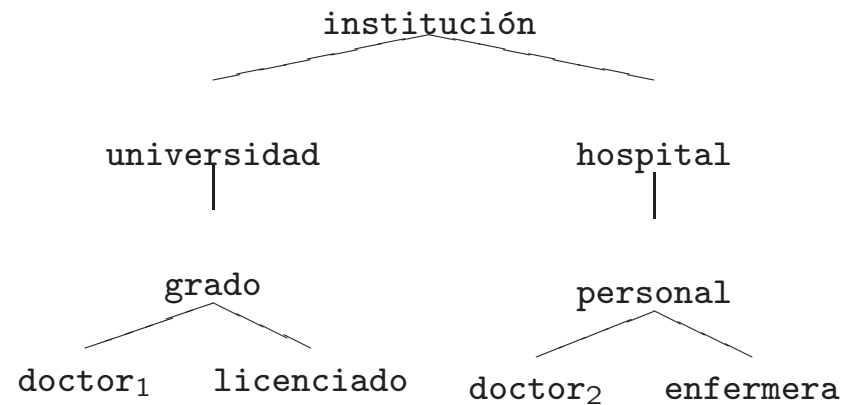 institución
universidad hospital
grado personal
doctor₁ licenciado doctor₂ enfermera